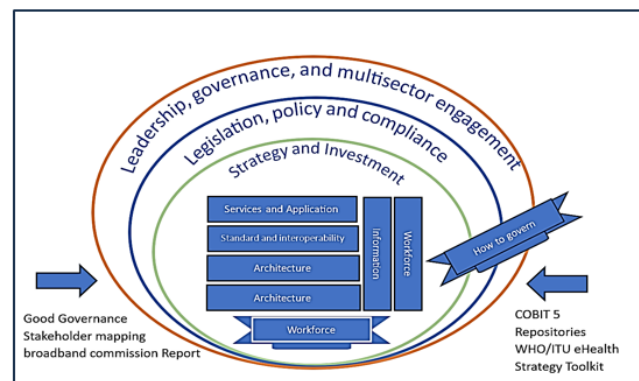 Leadership, governance, and multisector engagement
Legislation, policy and compliance
Strategy and Investment
Services and Application
Standard and interoperability
Architecture
Architecture
Information
Workforce
Workforce
How to govern
Good Governance
Stakeholder mapping
broadband commission Report
COBIT 5
Repositories
WHO/ITU eHealth
Strategy Toolkit